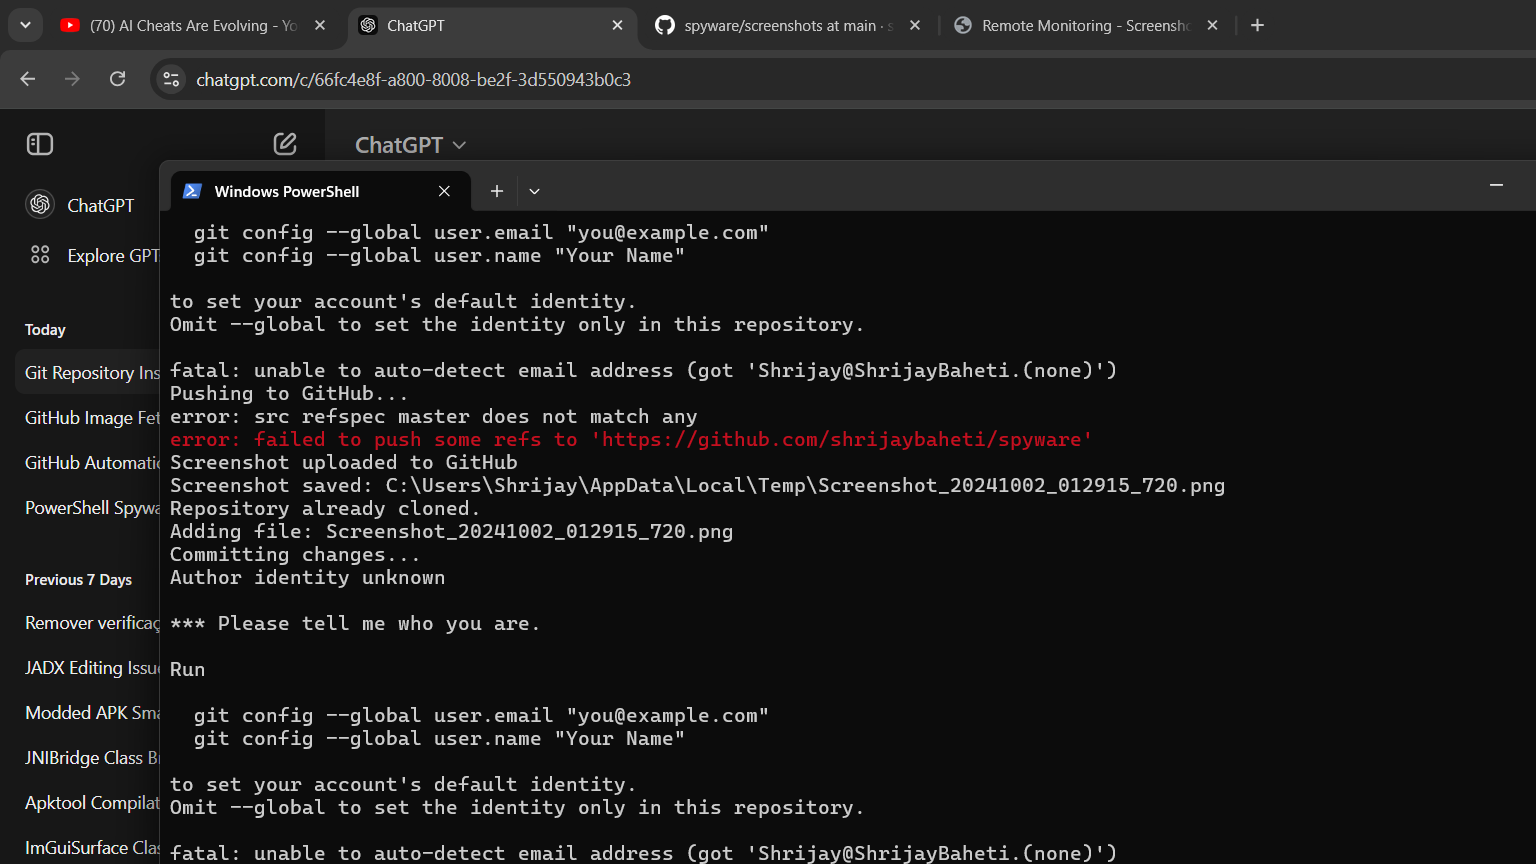 (70) AI Cheats Are Evolving - Yo
ChatGPT
spyware/screenshots at main · s
Remote Monitoring - Screensho
chatgpt.com/c/66fc4e8f-a800-8008-be2f-3d550943b0c3
ChatGPT
ChatGPT
Explore GPT
Today
Git Repository Ins
GitHub Image Fet
GitHub Automatic
PowerShell Spywa
Previous 7 Days
Remover verificaç
JADX Editing Issue
Modded APK Sma
JNIBridge Class Br
Apktool Compilat
ImGuiSurface Clas
Windows PowerShell
git config --global user.email "you@example.com"
git config --global user.name "Your Name"
to set your account's default identity.
Omit --global to set the identity only in this repository.
fatal: unable to auto-detect email address (got 'Shrijay@ShrijayBaheti.(none)')
Pushing to GitHub...
error: src refspec master does not match any
error: failed to push some refs to 'https://github.com/shrijaybaheti/spyware'
Screenshot uploaded to GitHub
Screenshot saved: C:\Users\Shrijay\AppData\Local\Temp\Screenshot_20241002_012915_720.png
Repository already cloned.
Adding file: Screenshot_20241002_012915_720.png
Committing changes...
Author identity unknown
*** Please tell me who you are.
Run
git config --global user.email "you@example.com"
git config --global user.name "Your Name"
to set your account's default identity.
Omit --global to set the identity only in this repository.
fatal: unable to auto-detect email address (got 'Shrijay@ShrijayBaheti.(none)')